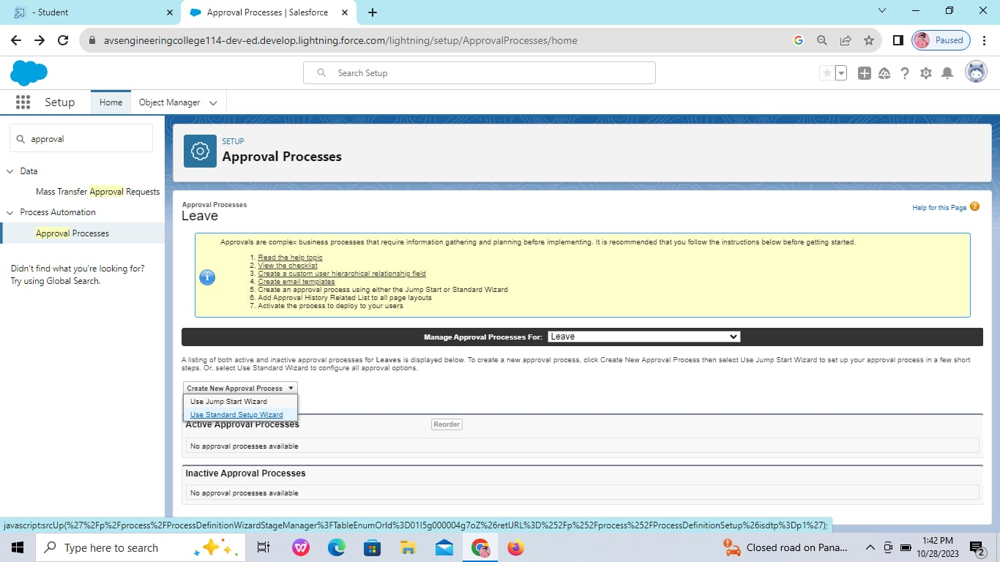 - Student
Approval Processes | Salesforce
avsengineeringcollege114-dev-ed.develop.lightning.force.com/lightning/setup/ApprovalProcesses/home
Paused
Search Setup
Setup
Home
Object Manager
approval
Data
Mass Transfer Approval Requests
Process Automation
Approval Processes
Didn't find what you're looking for?
Try using Global Search.
SETUP
Approval Processes
Approval Processes
Leave
Help for this Page
Approvals are complex business processes that require information gathering and planning before implementing. It is recommended that you follow the instructions below before getting started.
1. Read the help topic
2. View the checklist
3. Create a custom user hierarchical relationship field
4. Create email templates
5. Create an approval process using either the Jump Start or Standard Wizard
6. Add Approval History Related List to all page layouts
7. Activate the process to deploy to your users
Manage Approval Processes For: Leave
A listing of both active and inactive approval processes for Leaves is displayed below. To create a new approval process, click Create New Approval Process then select Use Jump Start Wizard to set up your approval process in a few short
steps. Or, select Use Standard Wizard to configure all approval options.
Create New Approval Process
Use Jump Start Wizard
Use Standard Setup Wizard
Active Approval Processes
Reorder
No approval processes available
Inactive Approval Processes
No approval processes available
javascript:srcUp(%27%2Fp%2Fprocess%2FProcessDefinitionWizardStageManager%3FTableEnumOrId%3D01I5g000004g7oZ%26retURL%3D%252Fp%252Fprocess%252FProcessDefinitionSetup%26isdtp%3Dp1%27);
Type here to search
Closed road on Pana...
1:42 PM
10/28/2023
2